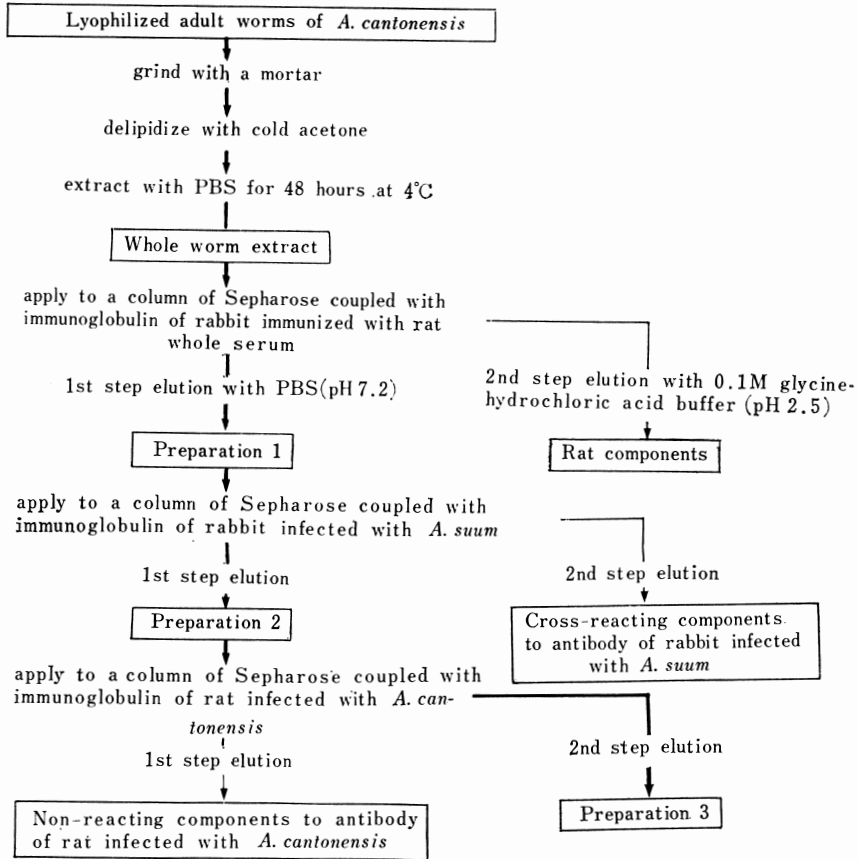 Lyophilized adult worms of A. cantonensis
grind with a mortar
delipidize with cold acetone
extract with PBS for 48 hours at 4°C
Whole worm extract
apply to a column of Sepharose coupled with
immunoglobulin of rabbit immunized with rat
whole serum
1st step elution with PBS(pH 7.2)
2nd step elution with 0.1M glycine-
hydrochloric acid buffer (pH 2.5)
Preparation 1
Rat components
apply to a column of Sepharose coupled with
immunoglobulin of rabbit infected with A. suum
1st step elution
2nd step elution
Preparation 2
Cross-reacting components
to antibody of rabbit infected
with A. suum
apply to a column of Sepharose coupled with
immunoglobulin of rat infected with A. can-
tonensis
1st step elution
2nd step elution
Non-reacting components to antibody
of rat infected with A. cantonensis
Preparation 3